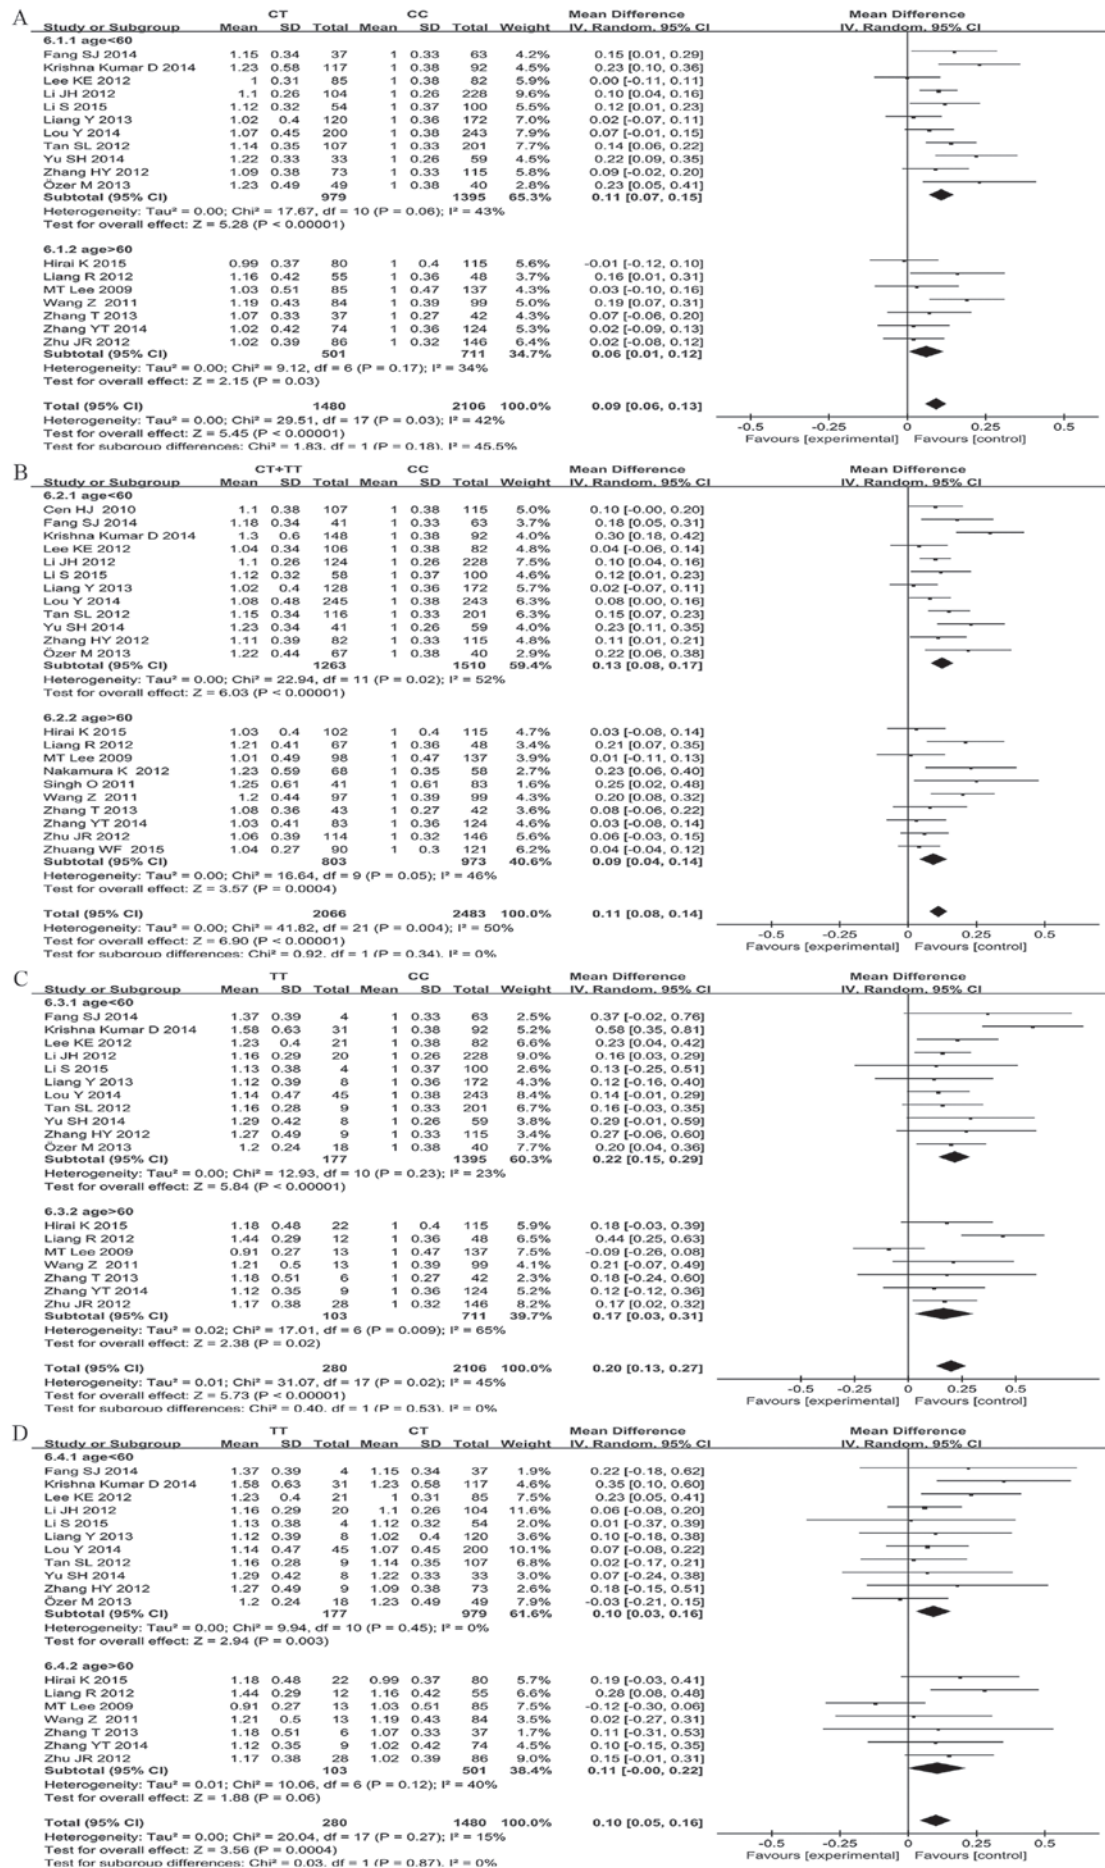 A
CT CC Mean Difference Mean Difference
Study or Subgroup Mean SD Total Mean SD Total Weight IV, Random, 95% CI IV, Random, 95% CI
6.1.1 age<60
Fang SJ 2014 1.15 0.34 37 1 0.33 63 4.2% 0.15 [0.01, 0.29]
Krishna Kumar D 2014 1.23 0.58 117 1 0.38 92 4.6% 0.23 [0.10, 0.36]
Lee KE 2012 1 0.31 85 1 0.38 82 5.9% 0.00 [-0.11, 0.11]
Li JH 2012 1.1 0.26 104 1 0.26 228 9.6% 0.10 [0.04, 0.16]
Li S 2015 1.12 0.32 54 1 0.37 100 5.6% 0.12 [0.01, 0.23]
Liang Y 2013 1.02 0.4 120 1 0.36 172 7.0% 0.02 [-0.07, 0.11]
Lou Y 2014 1.07 0.45 200 1 0.38 243 7.9% 0.07 [-0.01, 0.15]
Tan SL 2012 1.14 0.35 107 1 0.33 201 7.7% 0.14 [0.06, 0.22]
Yu SH 2014 1.22 0.33 33 1 0.26 59 4.5% 0.22 [0.09, 0.35]
Zhang HY 2012 1.09 0.38 73 1 0.33 115 5.8% 0.09 [-0.02, 0.20]
Özer M 2013 1.23 0.49 49 1 0.38 40 2.8% 0.23 [0.05, 0.41]
Subtotal (95% CI) 979 1395 65.3% 0.11 [0.07, 0.15]
Heterogeneity: Tau² = 0.00; Chi² = 17.67, df = 10 (P = 0.06); I² = 43%
Test for overall effect: Z = 5.28 (P < 0.00001)
6.1.2 age>60
Hirai K 2015 0.99 0.37 80 1 0.4 115 5.6% -0.01 [-0.12, 0.10]
Liang R 2012 1.16 0.42 55 1 0.36 48 3.7% 0.16 [0.01, 0.31]
MT Lee 2009 1.03 0.51 85 1 0.47 137 4.7% 0.03 [-0.10, 0.16]
Wang Z 2011 1.19 0.43 84 1 0.39 99 5.0% 0.19 [0.07, 0.31]
Zhang T 2013 1.07 0.33 37 1 0.27 42 4.5% 0.07 [-0.06, 0.20]
Zhang YT 2014 1.02 0.42 74 1 0.36 124 5.5% 0.02 [-0.09, 0.13]
Zhu JR 2012 1.02 0.39 86 1 0.32 146 6.4% 0.02 [-0.08, 0.12]
Subtotal (95% CI) 501 711 34.7% 0.06 [0.01, 0.12]
Heterogeneity: Tau² = 0.00; Chi² = 9.12, df = 6 (P = 0.17); I² = 34%
Test for overall effect: Z = 2.15 (P = 0.03)
Total (95% CI) 1480 2106 100.0% 0.09 [0.06, 0.13]
Heterogeneity: Tau² = 0.00; Chi² = 29.51, df = 17 (P = 0.03); I² = 42%
Test for overall effect: Z = 5.45 (P < 0.00001)
Test for subgroup differences: Chi² = 1.83, df = 1 (P = 0.18), I² = 45.5%
-0.5 -0.25 0 0.25 0.5
Favours [experimental] Favours [control]
B
CT+TT CC Mean Difference Mean Difference
Study or Subgroup Mean SD Total Mean SD Total Weight IV, Random, 95% CI IV, Random, 95% CI
6.2.1 age<60
Cen HJ 2010 1.1 0.38 107 1 0.38 115 5.0% 0.10 [-0.00, 0.20]
Fang SJ 2014 1.18 0.34 41 1 0.33 63 3.7% 0.18 [0.05, 0.31]
Krishna Kumar D 2014 1.3 0.6 148 1 0.38 92 4.0% 0.30 [0.18, 0.42]
Lee KE 2012 1.04 0.34 106 1 0.38 82 4.8% 0.04 [-0.06, 0.14]
Li JH 2012 1.1 0.26 124 1 0.26 228 7.5% 0.10 [0.04, 0.16]
Li S 2015 1.12 0.32 58 1 0.37 100 4.6% 0.12 [0.01, 0.23]
Liang Y 2013 1.02 0.4 128 1 0.36 172 5.6% 0.02 [-0.07, 0.11]
Lou Y 2014 1.08 0.48 245 1 0.38 243 6.3% 0.08 [0.00, 0.16]
Tan SL 2012 1.15 0.34 116 1 0.33 201 6.2% 0.15 [0.07, 0.23]
Yu SH 2014 1.23 0.34 41 1 0.26 59 4.0% 0.23 [0.11, 0.35]
Zhang HY 2012 1.11 0.39 82 1 0.33 115 4.8% 0.11 [0.01, 0.21]
Özer M 2013 1.22 0.44 67 1 0.38 40 2.9% 0.22 [0.06, 0.38]
Subtotal (95% CI) 1263 1510 59.4% 0.13 [0.08, 0.17]
Heterogeneity: Tau² = 0.00; Chi² = 22.94, df = 11 (P = 0.02); I² = 52%
Test for overall effect: Z = 6.03 (P < 0.00001)
6.2.2 age>60
Hirai K 2015 1.03 0.4 102 1 0.4 115 4.7% 0.03 [-0.08, 0.14]
Liang R 2012 1.21 0.41 67 1 0.36 48 3.4% 0.21 [0.07, 0.35]
MT Lee 2009 1.01 0.49 98 1 0.47 137 3.9% 0.01 [-0.11, 0.13]
Nakamura K 2012 1.23 0.59 68 1 0.35 58 2.7% 0.23 [0.06, 0.40]
Singh O 2011 1.25 0.61 41 1 0.61 83 1.6% 0.25 [0.02, 0.48]
Wang Z 2011 1.2 0.44 97 1 0.39 99 4.3% 0.20 [0.08, 0.32]
Zhang T 2013 1.08 0.36 43 1 0.27 42 3.6% 0.08 [-0.06, 0.22]
Zhang YT 2014 1.03 0.41 83 1 0.36 124 4.6% 0.03 [-0.08, 0.14]
Zhu JR 2012 1.06 0.39 114 1 0.32 146 5.6% 0.06 [-0.03, 0.15]
Zhuang WF 2015 1.04 0.27 90 1 0.3 121 6.2% 0.04 [-0.04, 0.12]
Subtotal (95% CI) 803 973 40.6% 0.09 [0.04, 0.14]
Heterogeneity: Tau² = 0.00; Chi² = 16.64, df = 9 (P = 0.05); I² = 46%
Test for overall effect: Z = 3.57 (P = 0.0004)
Total (95% CI) 2066 2483 100.0% 0.11 [0.08, 0.14]
Heterogeneity: Tau² = 0.00; Chi² = 41.82, df = 21 (P = 0.004); I² = 50%
Test for overall effect: Z = 6.90 (P < 0.00001)
Test for subgroup differences: Chi² = 0.92, df = 1 (P = 0.34), I² = 0%
-0.5 -0.25 0 0.25 0.5
Favours [experimental] Favours [control]
C
TT CC Mean Difference Mean Difference
Study or Subgroup Mean SD Total Mean SD Total Weight IV, Random, 95% CI IV, Random, 95% CI
6.3.1 age<60
Fang SJ 2014 1.37 0.39 4 1 0.33 63 2.5% 0.37 [-0.02, 0.76]
Krishna Kumar D 2014 1.58 0.63 31 1 0.38 92 5.2% 0.58 [0.35, 0.81]
Lee KE 2012 1.23 0.4 21 1 0.38 82 6.6% 0.23 [0.04, 0.42]
Li JH 2012 1.16 0.29 20 1 0.26 228 9.0% 0.16 [0.03, 0.29]
Li S 2015 1.13 0.38 4 1 0.37 100 2.6% 0.13 [-0.25, 0.51]
Liang Y 2013 1.12 0.39 8 1 0.36 172 4.3% 0.12 [-0.16, 0.40]
Lou Y 2014 1.14 0.47 45 1 0.38 243 8.4% 0.14 [-0.01, 0.29]
Tan SL 2012 1.16 0.28 9 1 0.33 201 6.7% 0.16 [-0.03, 0.35]
Yu SH 2014 1.29 0.42 8 1 0.26 59 3.8% 0.29 [-0.01, 0.59]
Zhang HY 2012 1.27 0.49 9 1 0.33 115 3.4% 0.27 [-0.06, 0.60]
Özer M 2013 1.2 0.24 18 1 0.38 40 7.7% 0.20 [0.04, 0.36]
Subtotal (95% CI) 177 1395 60.3% 0.22 [0.15, 0.29]
Heterogeneity: Tau² = 0.00; Chi² = 12.93, df = 10 (P = 0.23); I² = 23%
Test for overall effect: Z = 5.84 (P < 0.00001)
6.3.2 age>60
Hirai K 2015 1.18 0.48 22 1 0.4 115 5.9% 0.18 [-0.03, 0.39]
Liang R 2012 1.44 0.29 12 1 0.36 48 6.5% 0.44 [0.25, 0.63]
MT Lee 2009 0.91 0.27 13 1 0.47 137 7.5% -0.09 [-0.26, 0.08]
Wang Z 2011 1.21 0.5 13 1 0.39 99 4.1% 0.21 [-0.07, 0.49]
Zhang T 2013 1.18 0.51 6 1 0.27 42 2.3% 0.18 [-0.24, 0.60]
Zhang YT 2014 1.12 0.35 9 1 0.36 124 5.2% 0.12 [-0.12, 0.36]
Zhu JR 2012 1.17 0.38 28 1 0.32 146 8.2% 0.17 [0.02, 0.32]
Subtotal (95% CI) 103 711 39.7% 0.17 [0.03, 0.31]
Heterogeneity: Tau² = 0.02; Chi² = 17.01, df = 6 (P = 0.009); I² = 65%
Test for overall effect: Z = 2.38 (P = 0.02)
Total (95% CI) 280 2106 100.0% 0.20 [0.13, 0.27]
Heterogeneity: Tau² = 0.01; Chi² = 31.07, df = 17 (P = 0.02); I² = 45%
Test for overall effect: Z = 5.73 (P < 0.00001)
Test for subgroup differences: Chi² = 0.40, df = 1 (P = 0.53), I² = 0%
-0.5 -0.25 0 0.25 0.5
Favours [experimental] Favours [control]
D
TT CT Mean Difference Mean Difference
Study or Subgroup Mean SD Total Mean SD Total Weight IV, Random, 95% CI IV, Random, 95% CI
6.4.1 age<60
Fang SJ 2014 1.37 0.39 4 1.15 0.34 37 1.9% 0.22 [-0.18, 0.62]
Krishna Kumar D 2014 1.58 0.63 31 1.23 0.58 117 4.6% 0.35 [0.10, 0.60]
Lee KE 2012 1.23 0.4 21 1 0.31 85 7.5% 0.23 [0.05, 0.41]
Li JH 2012 1.16 0.29 20 1.1 0.26 104 11.6% 0.06 [-0.08, 0.20]
Li S 2015 1.13 0.38 4 1.12 0.32 54 2.0% 0.01 [-0.37, 0.39]
Liang Y 2013 1.12 0.39 8 1.02 0.4 120 3.6% 0.10 [-0.18, 0.38]
Lou Y 2014 1.14 0.47 45 1.07 0.45 200 10.1% 0.07 [-0.08, 0.22]
Tan SL 2012 1.16 0.28 9 1.14 0.35 107 6.8% 0.02 [-0.17, 0.21]
Yu SH 2014 1.29 0.42 8 1.22 0.33 33 3.0% 0.07 [-0.24, 0.38]
Zhang HY 2012 1.27 0.49 9 1.09 0.38 73 2.6% 0.18 [-0.15, 0.51]
Özer M 2013 1.2 0.24 18 1.23 0.49 49 7.9% -0.03 [-0.21, 0.15]
Subtotal (95% CI) 177 979 61.6% 0.10 [0.03, 0.16]
Heterogeneity: Tau² = 0.00; Chi² = 9.94, df = 10 (P = 0.45); I² = 0%
Test for overall effect: Z = 2.94 (P = 0.003)
6.4.2 age>60
Hirai K 2015 1.18 0.48 22 0.99 0.37 80 5.7% 0.19 [-0.03, 0.41]
Liang R 2012 1.44 0.29 12 1.16 0.42 55 6.6% 0.28 [0.08, 0.48]
MT Lee 2009 0.91 0.27 13 1.03 0.51 85 7.5% -0.12 [-0.30, 0.06]
Wang Z 2011 1.21 0.5 13 1.19 0.43 84 3.4% 0.02 [-0.27, 0.31]
Zhang T 2013 1.18 0.51 6 1.07 0.33 37 1.7% 0.11 [-0.31, 0.53]
Zhang YT 2014 1.12 0.35 9 1.02 0.42 74 4.5% 0.10 [-0.15, 0.35]
Zhu JR 2012 1.17 0.38 28 1.02 0.39 86 9.0% 0.15 [-0.01, 0.31]
Subtotal (95% CI) 103 501 38.4% 0.11 [-0.00, 0.22]
Heterogeneity: Tau² = 0.01; Chi² = 10.06, df = 6 (P = 0.12); I² = 40%
Test for overall effect: Z = 1.88 (P = 0.06)
Total (95% CI) 280 1480 100.0% 0.10 [0.05, 0.16]
Heterogeneity: Tau² = 0.00; Chi² = 20.04, df = 17 (P = 0.27); I² = 15%
Test for overall effect: Z = 3.56 (P = 0.0004)
Test for subgroup differences: Chi² = 0.03, df = 1 (P = 0.87), I² = 0%
-0.5 -0.25 0 0.25 0.5
Favours [experimental] Favours [control]